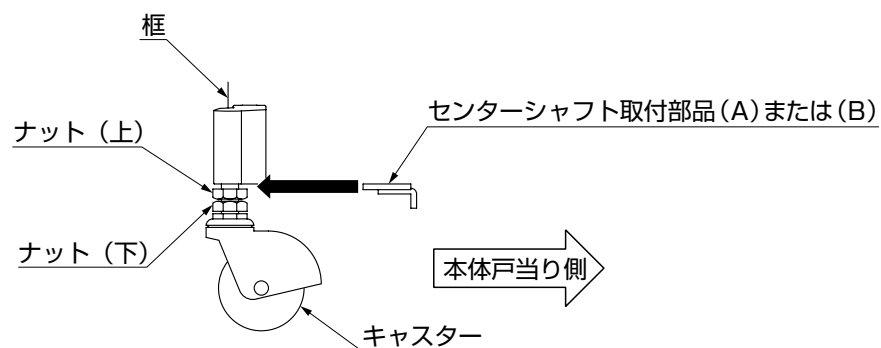 框
センターシャフト取付部品(A)または(B)
ナット（上）
ナット（下）
本体戸当り側
キャスター